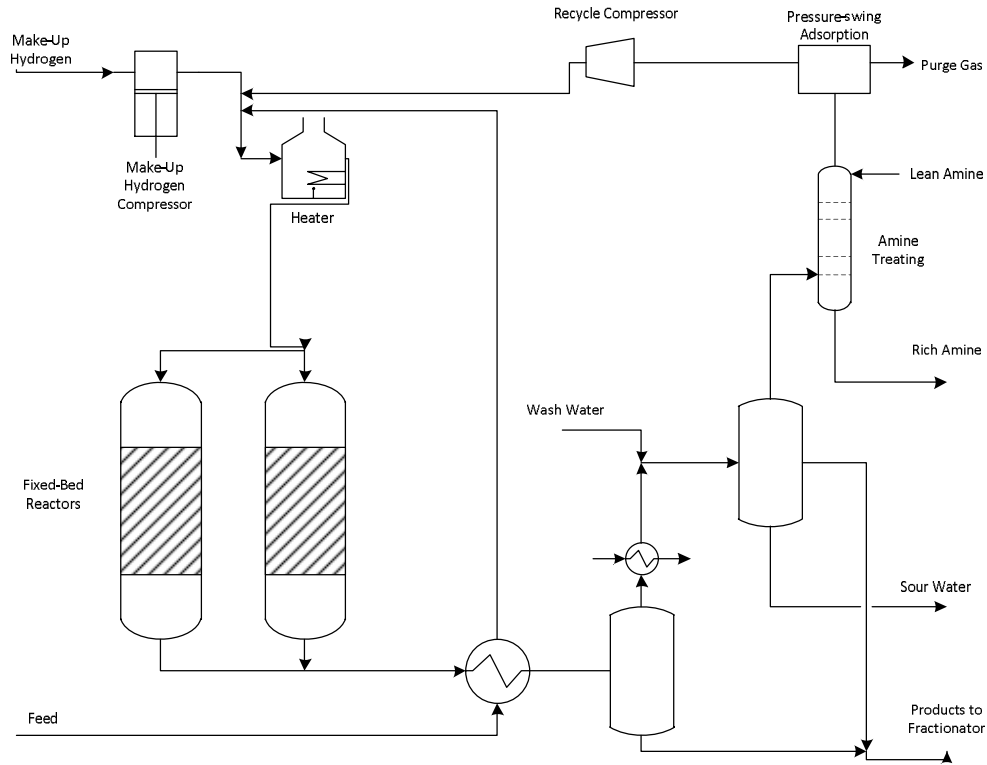 Recycle Compressor
Pressure-swing
Adsorption
Make-Up
Hydrogen
Purge Gas
Make-Up
Hydrogen
Compressor
Lean Amine
Heater
Amine
Treating
Rich Amine
Wash Water
Fixed-Bed
Reactors
Sour Water
Feed
Products to
Fractionator